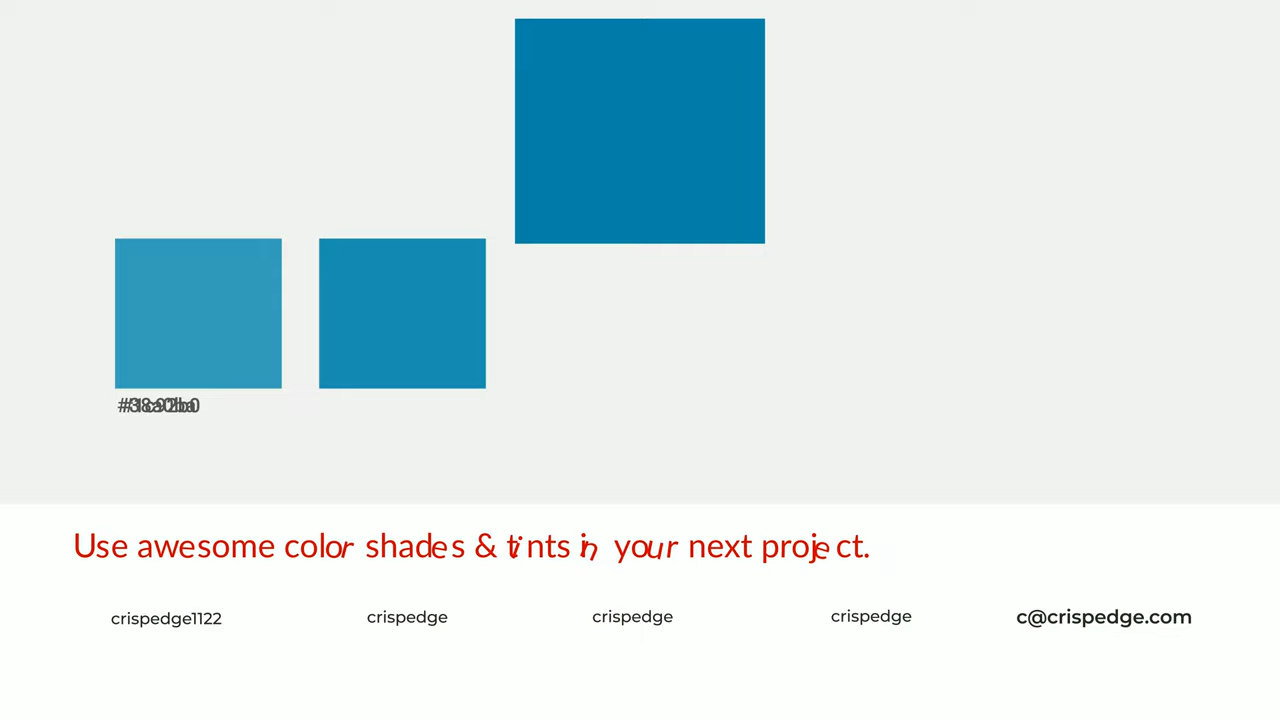 Use awesome color shades & tints in your next project.
crispedge1122 crispedge crispedge crispedge c@crispedge.com